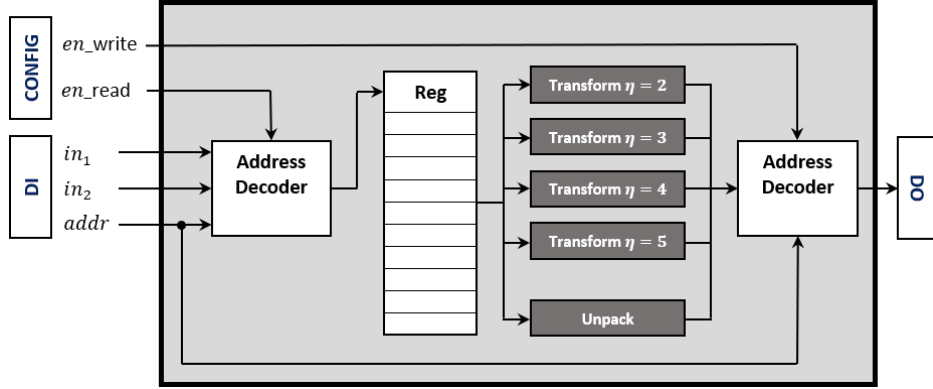 CONFIG
en_write
en_read
DI
in₁
in₂
addr
Address
Decoder
Reg
Transform η = 2
Transform η = 3
Transform η = 4
Transform η = 5
Unpack
Address
Decoder
DO